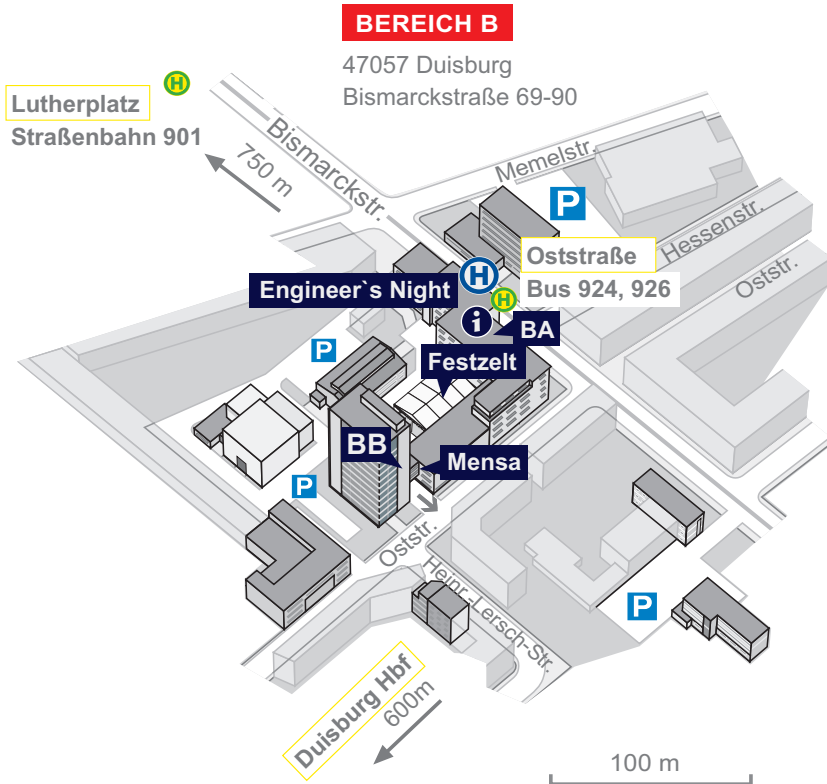 BEREICH B
47057 Duisburg
Bismarckstraße 69-90
H
Lutherplatz
Straßenbahn 901
750 m
Bismarckstr.
Memelstr.
P
Hessenstr.
Oststr.
Oststraße
Bus 924, 926
H
H
Engineer`s Night
i
BA
P
Festzelt
BB
Mensa
P
Oststr.
Heinr.-Lersch-Str.
P
Duisburg Hbf
600m
100 m